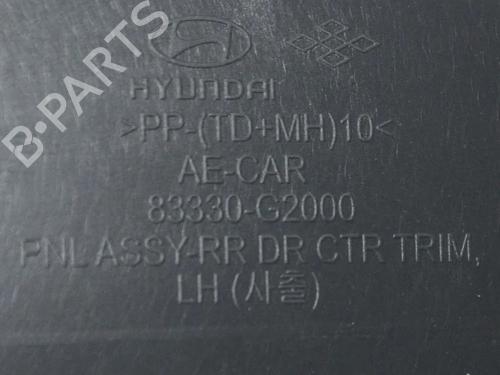 HYUNDAI
>PP-(TD+MH)10<
AE-CAR
83330-G2000
PNL ASSY-RR DR CTR TRIM,
LH (사출)
B-PARTS